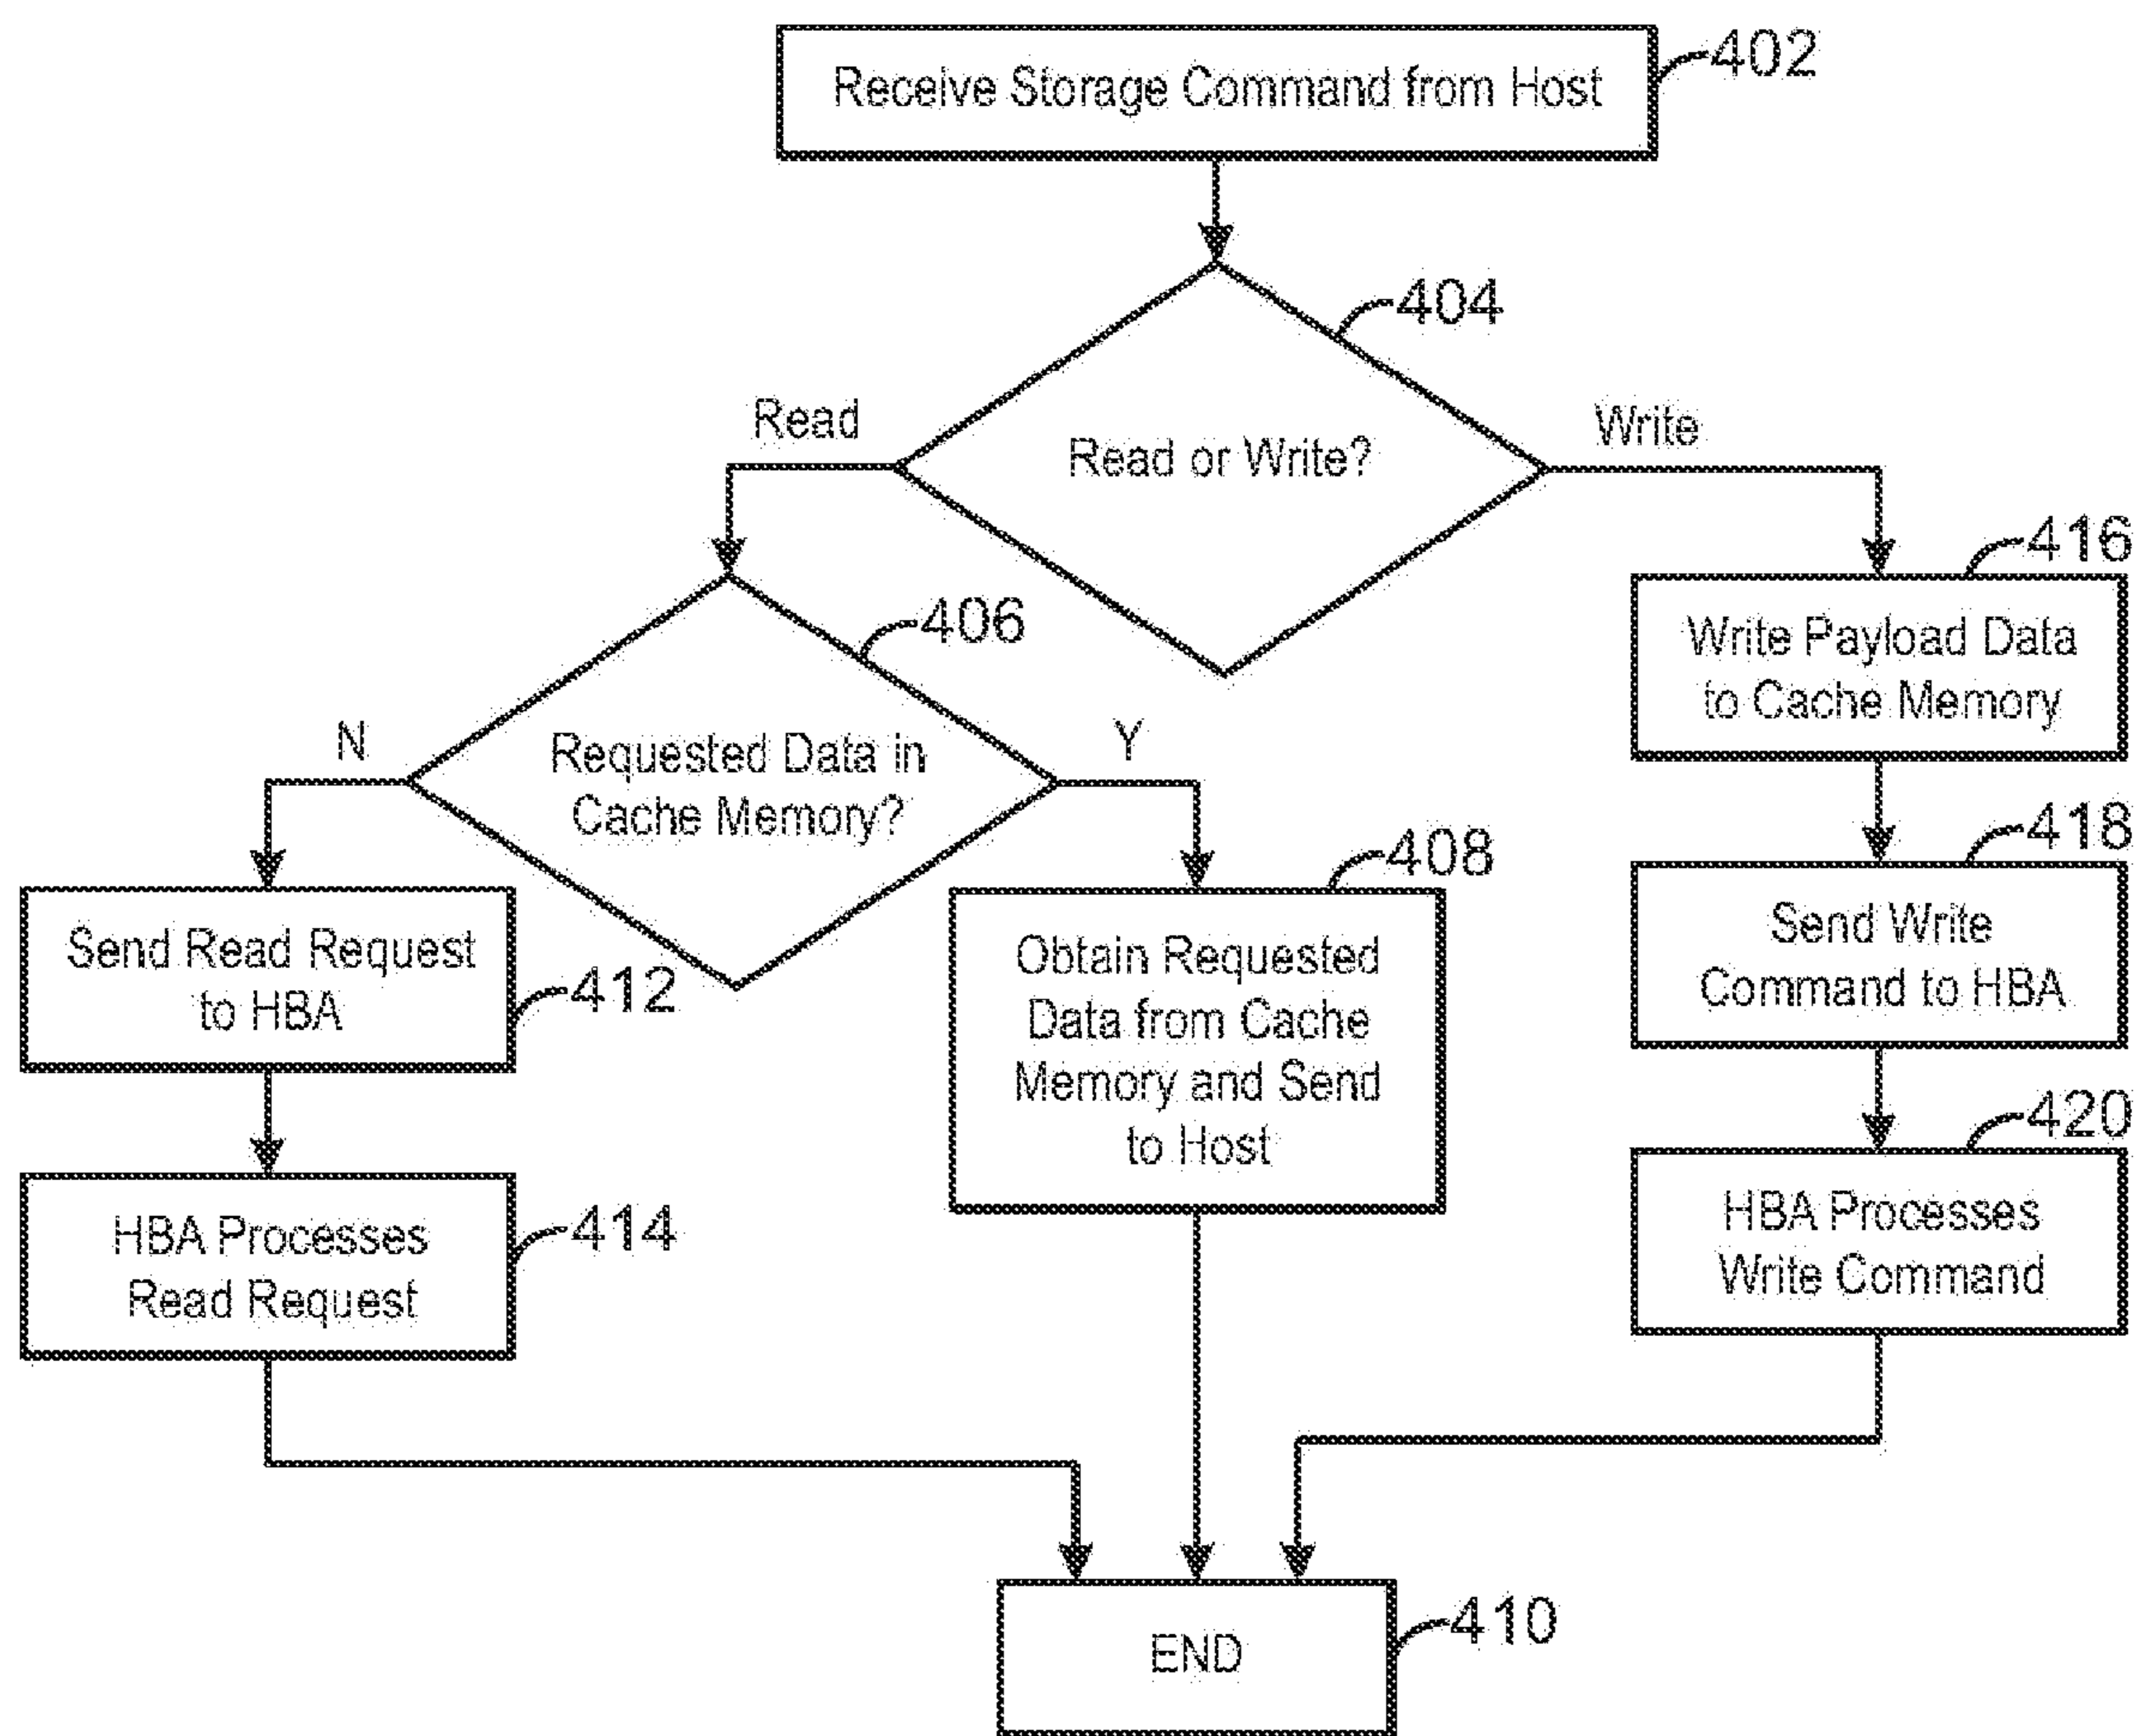 Receive Storage Command from Host
402
404
Read
Read or Write?
Write
416
Write Payload Data
to Cache Memory
406
N
Requested Data in
Cache Memory?
Y
418
Send Write
Command to HBA
408
Send Read Request
to HBA
412
Obtain Requested
Data from Cache
Memory and Send
to Host
420
HBA Processes
Write Command
HBA Processes
Read Request
414
END
410